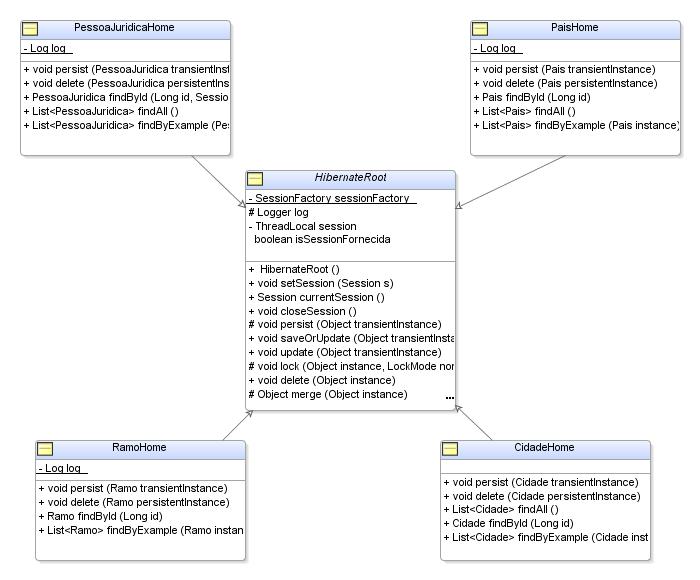 PessoaJuridicaHome
- Log log
+ void persist (PessoaJuridica transientInst
+ void delete (PessoaJuridica persistentIns
+ PessoaJuridica findById (Long id, Sessio
+ List<PessoaJuridica> findAll ()
+ List<PessoaJuridica> findByExample (Pe
PaisHome
- Log log
+ void persist (Pais transientInstance)
+ void delete (Pais persistentInstance)
+ Pais findById (Long id)
+ List<Pais> findAll ()
+ List<Pais> findByExample (Pais instance)
HibernateRoot
- SessionFactory sessionFactory
# Logger log
- ThreadLocal session
boolean isSessionFornecida
+ HibernateRoot ()
+ void setSession (Session s)
+ Session currentSession ()
+ void closeSession ()
# void persist (Object transientInstance)
+ void saveOrUpdate (Object transientInsta
+ void update (Object transientInstance)
# void lock (Object instance, LockMode nor
+ void delete (Object instance)
# Object merge (Object instance) ...
RamoHome
- Log log
+ void persist (Ramo transientInstance)
+ void delete (Ramo persistentInstance)
+ Ramo findById (Long id)
+ List<Ramo> findByExample (Ramo instan
CidadeHome
+ void persist (Cidade transientInstance)
+ void delete (Cidade persistentInstance)
+ List<Cidade> findAll ()
+ Cidade findById (Long id)
+ List<Cidade> findByExample (Cidade inst